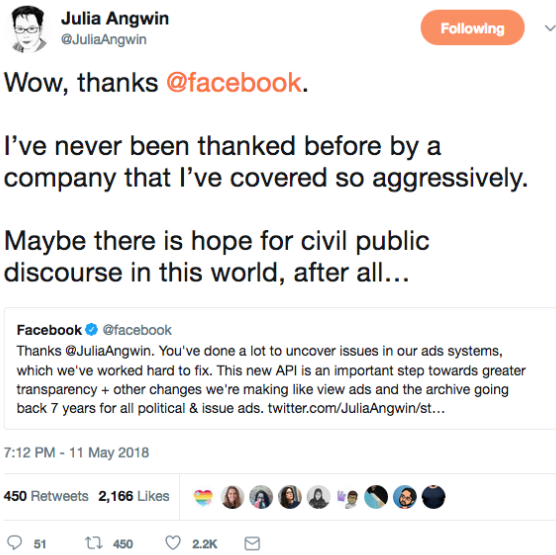 Julia Angwin
@JuliaAngwin
Following
Wow, thanks @facebook.
I’ve never been thanked before by a
company that I’ve covered so aggressively.
Maybe there is hope for civil public
discourse in this world, after all…
Facebook @facebook
Thanks @JuliaAngwin. You've done a lot to uncover issues in our ads systems,
which we've worked hard to fix. This new API is an important step towards greater
transparency + other changes we're making like view ads and the archive going
back 7 years for all political & issue ads. twitter.com/JuliaAngwin/st…
7:12 PM - 11 May 2018
450 Retweets 2,166 Likes
51 450 2.2K